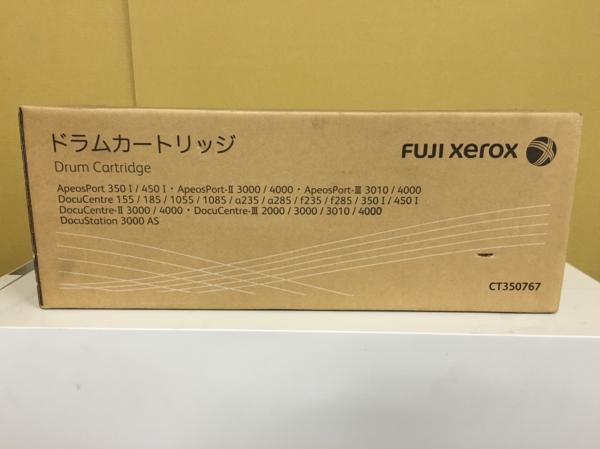 ドラムカートリッジ
FUJI xerox
Drum Cartridge
ApeosPort 350 I / 450 I・ApeosPort-Ⅱ 3000 / 4000・ApeosPort-Ⅲ 3010 / 4000
DocuCentre 155 / 185 / 1055 / 1085 / a235 / a285 / f235 / f285 / 350 I / 450 I
DocuCentre-Ⅱ 3000 / 4000・DocuCentre-Ⅲ 2000 / 3000 / 3010 / 4000
DocuStation 3000 AS
CT350767